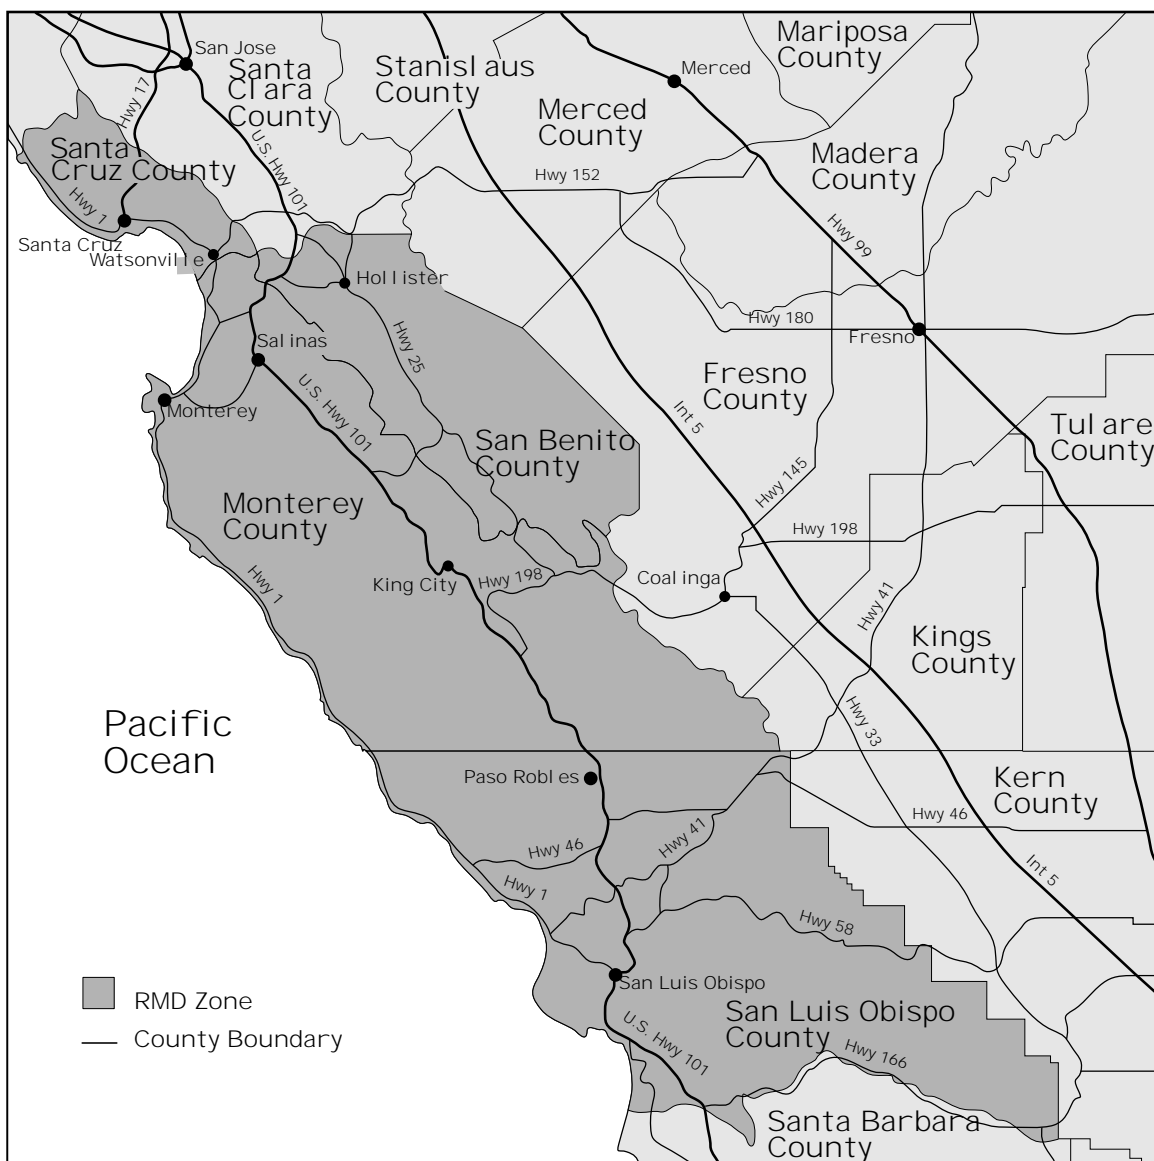 Mariposa
County
San Jose
Santa
Clara
County
Stanislaus
County
Merced
Merced
County
Hwy 17
U.S. Hwy 101
Santa
Cruz County
Madera
County
Hwy 152
Hwy 1
Santa Cruz
Watsonville
Hwy 99
Hollister
Hwy 180
Fresno
Salinas
Hwy 25
Fresno
County
U.S. Hwy 101
Monterey
Int 5
Tulare
County
San Benito
County
Hwy 145
Monterey
County
Hwy 198
King City
Hwy 198
Coalinga
Hwy 1
Hwy 41
Kings
County
Pacific
Ocean
Hwy 33
Paso Robles
Kern
County
Hwy 46
Hwy 41
Hwy 46
Int 5
Hwy 1
Hwy 58
San Luis Obispo
RMD Zone
San Luis Obispo
County
County Boundary
U.S. Hwy 101
Hwy 166
Santa Barbara
County